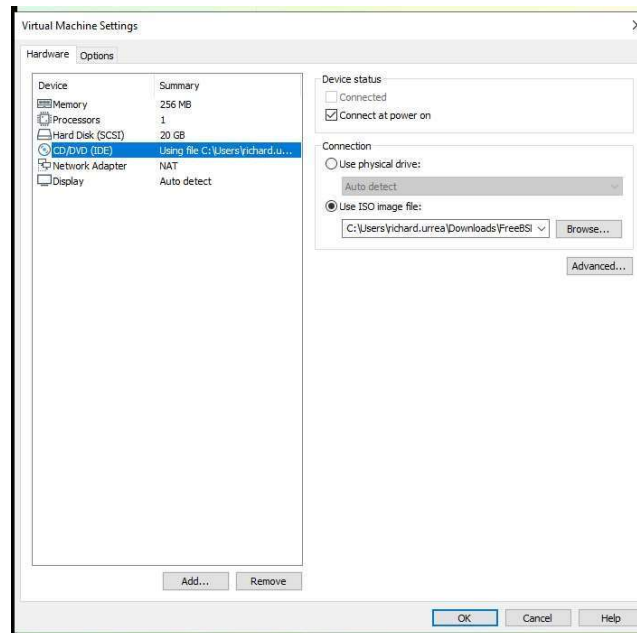 Virtual Machine Settings
Hardware Options
Device Summary
Memory 256 MB
Processors 1
Hard Disk (SCSI) 20 GB
CD/DVD (IDE) Using file C:\Users\richard.u...
Network Adapter NAT
Display Auto detect
Add... Remove
Device status
Connected
Connect at power on
Connection
Use physical drive:
Auto detect
Use ISO image file:
C:\Users\richard.urrea\Downloads\FreeBS Browse...
Advanced...
OK Cancel Help